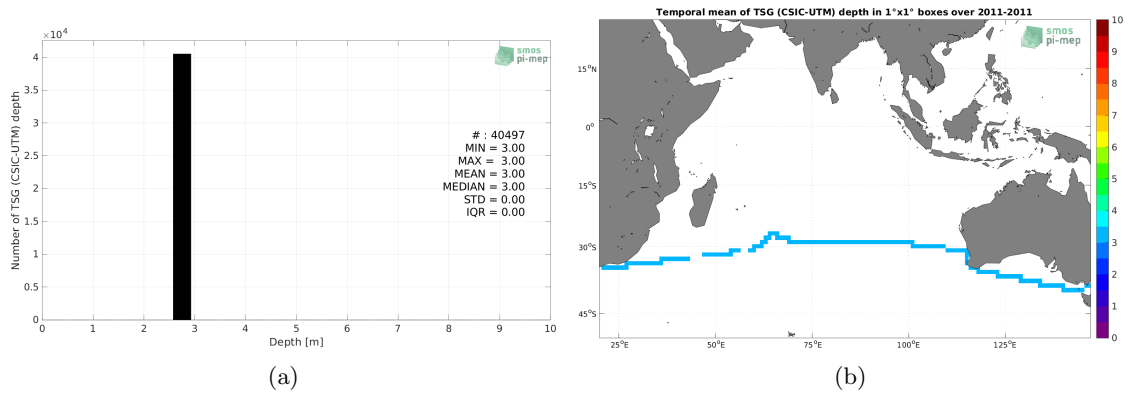 ×10⁴
4
3.5
3
2.5
2
1.5
1
0.5
0
0 1 2 3 4 5 6 7 8 9 10
Number of TSG (CSIC-UTM) depth
Depth [m]
smos
pi-mep
# : 40497
MIN = 3.00
MAX = 3.00
MEAN = 3.00
MEDIAN = 3.00
STD = 0.00
IQR = 0.00
(a)
Temporal mean of TSG (CSIC-UTM) depth in 1°x1° boxes over 2011-2011
smos
pi-mep
15°N
0°
15°S
30°S
45°S
25°E 50°E 75°E 100°E 125°E
10
9
8
7
6
5
4
3
2
1
0
(b)